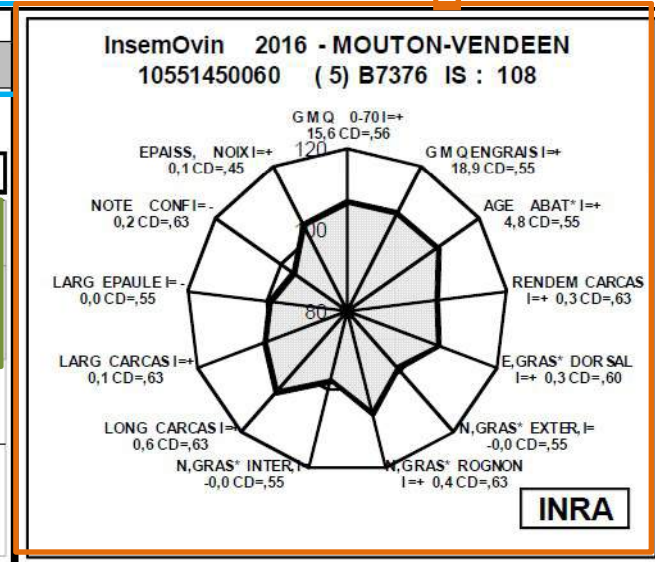 InsemOvin 2016 - MOUTON-VENDEEN
10551450060 ( 5) B7376 IS : 108
G M Q 0-70 I=+
15,6 CD=,56
EPAISS, NOIX I=+
0,1 CD=,45
120
G M Q ENGRAIS I=+
18,9 CD=,55
NOTE CONF I= -
0,2 CD=,63
AGE ABAT* I=+
4,8 CD=,55
100
LARG EPAULE I= -
0,0 CD=,55
RENDEM CARCAS
I=+ 0,3 CD=,63
80
LARG CARCAS I=+
0,1 CD=,63
E,GRAS* DORSAL
I=+ 0,3 CD=,60
LONG CARCAS I=+
0,6 CD=,63
N,GRAS* EXTER, I=
-0,0 CD=,55
N,GRAS* INTER, I=
-0,0 CD=,55
N,GRAS* ROGNON
I=+ 0,4 CD=,63
INRA